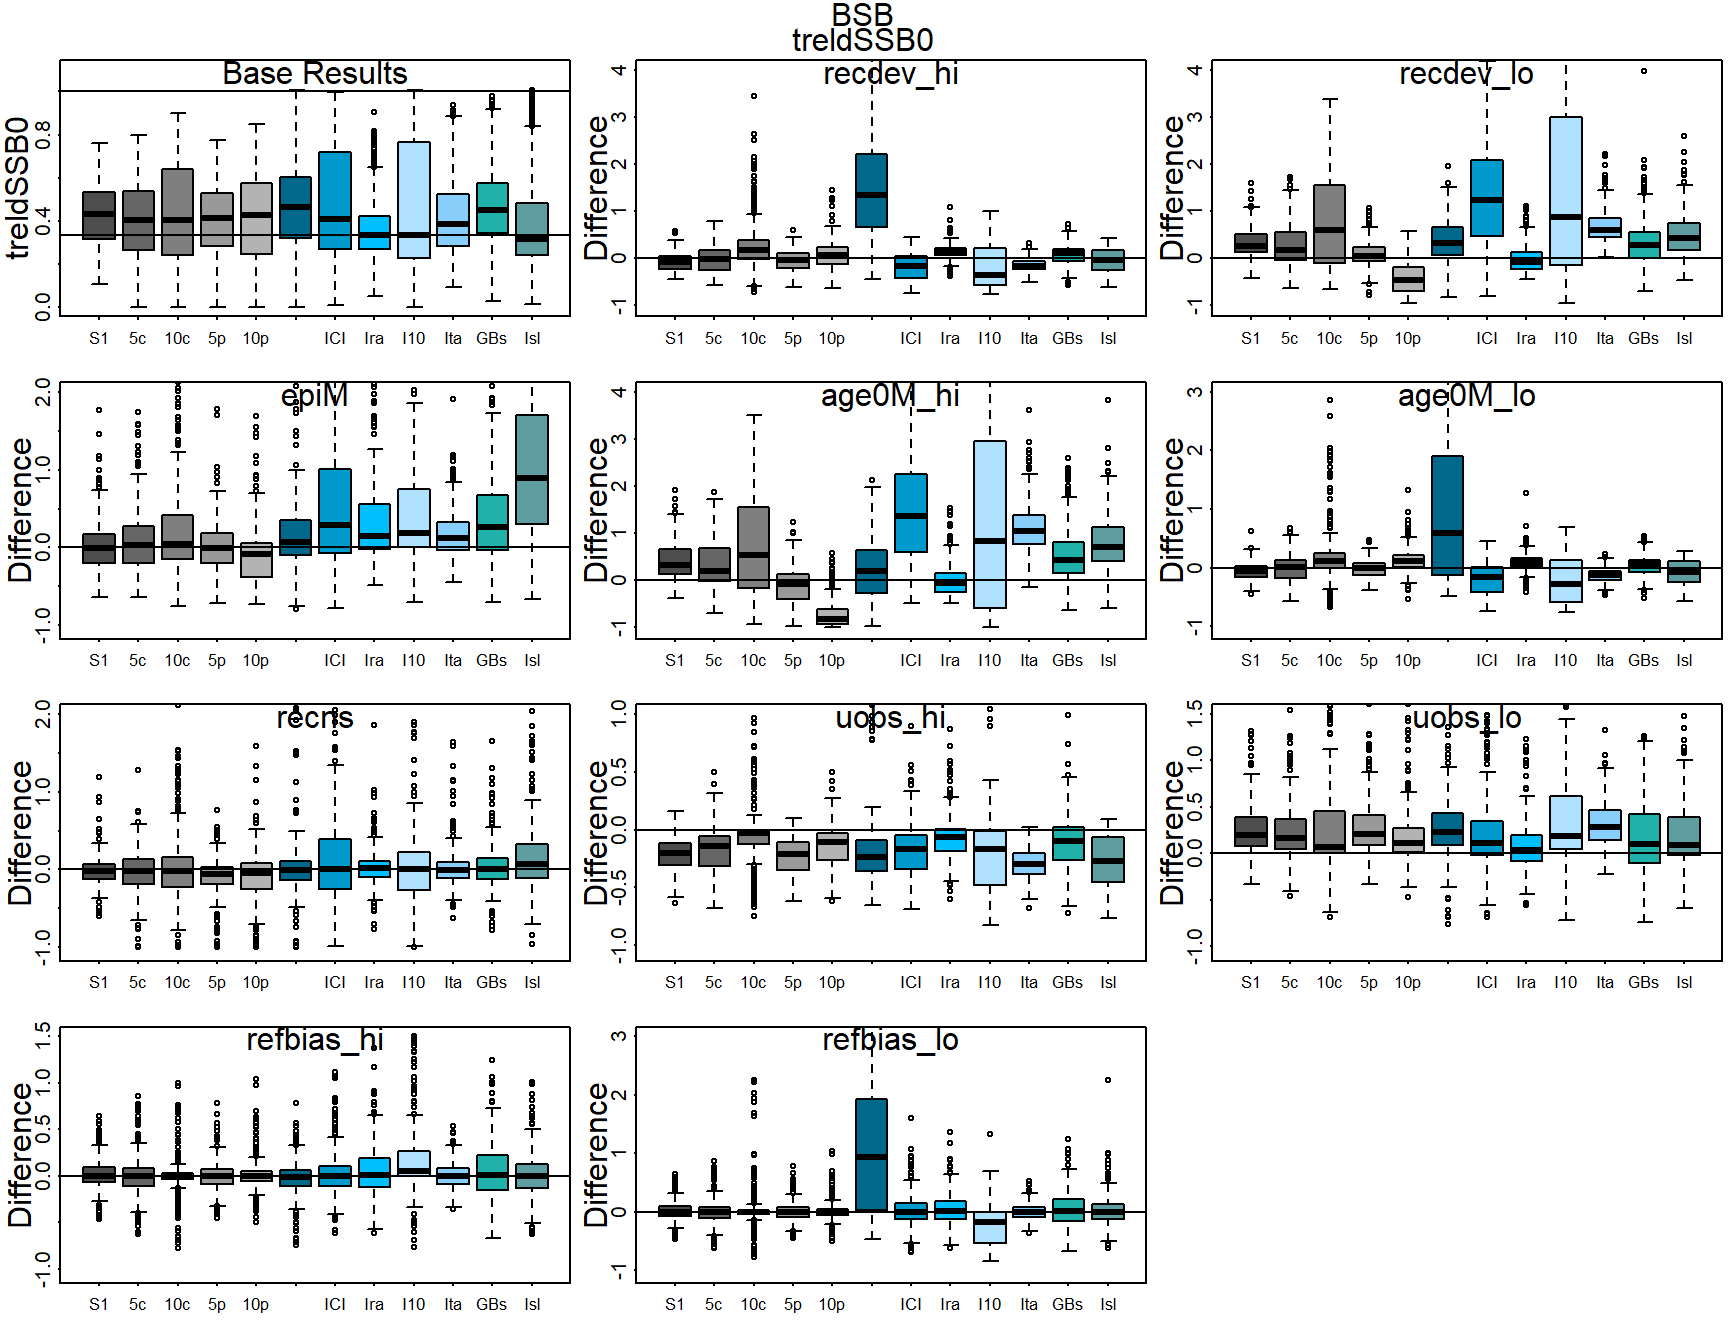 BSB
treldSSB0
Base Results
recdev_hi
recdev_lo
treldSSB0
0.0 0.4 0.8
Difference
-1 0 1 2 3 4
Difference
-1 0 1 2 3 4
S1 5c 10c 5p 10p ICI Ira I10 Ita GBs Isl
S1 5c 10c 5p 10p ICI Ira I10 Ita GBs Isl
S1 5c 10c 5p 10p ICI Ira I10 Ita GBs Isl
epiM
age0M_hi
age0M_lo
Difference
-1.0 0.0 1.0 2.0
Difference
-1 0 1 2 3 4
Difference
-1 0 1 2 3
S1 5c 10c 5p 10p ICI Ira I10 Ita GBs Isl
S1 5c 10c 5p 10p ICI Ira I10 Ita GBs Isl
S1 5c 10c 5p 10p ICI Ira I10 Ita GBs Isl
recns
uobs_hi
uobs_lo
Difference
-1.0 0.0 1.0 2.0
Difference
-1.0 -0.5 0.0 0.5 1.0
Difference
-1.0 0.0 0.5 1.0 1.5
S1 5c 10c 5p 10p ICI Ira I10 Ita GBs Isl
S1 5c 10c 5p 10p ICI Ira I10 Ita GBs Isl
S1 5c 10c 5p 10p ICI Ira I10 Ita GBs Isl
refbias_hi
refbias_lo
Difference
-1.0 0.0 0.5 1.0 1.5
Difference
-1 0 1 2 3
S1 5c 10c 5p 10p ICI Ira I10 Ita GBs Isl
S1 5c 10c 5p 10p ICI Ira I10 Ita GBs Isl